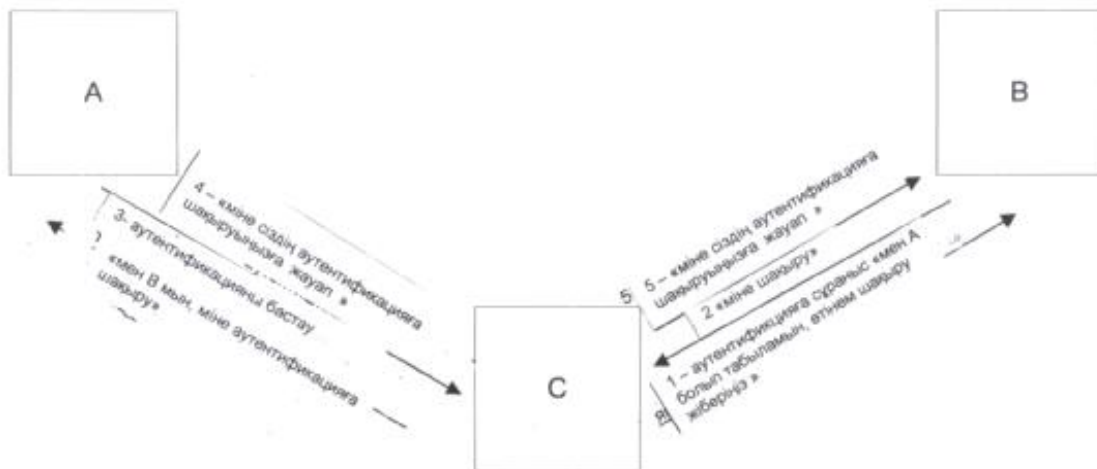 A
B
4 – «міне сіздің аутентификацияға
шақыруыңызға жауап »
3- аутентификацияны бастау
«мен В мын, міне аутентификацияға
шақыру»
5 – «міне сіздің аутентификацияға
шақыруыңызға жауап »
2 «міне шақыру»
1 – аутентификцияға сұраныс «мен А
болып табыламын, өтінем шақыру
жіберіңіз »
C